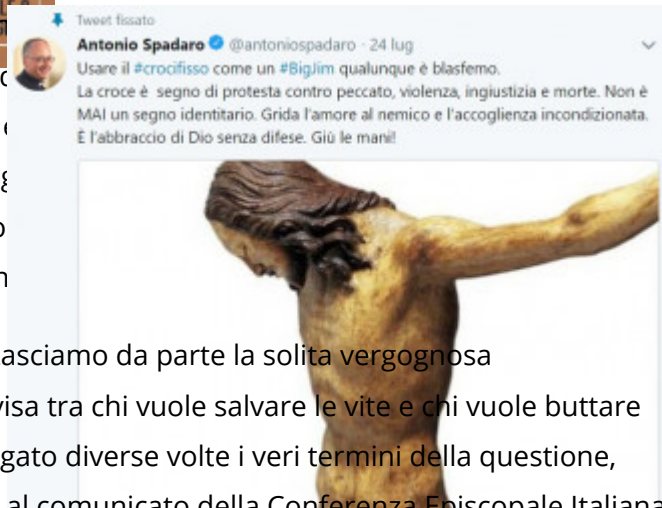 Tweet fissato
Antonio Spadaro @antoniospadaro · 24 lug
Usare il #crocifisso come un #BigJim qualunque è blasfemo.
La croce è segno di protesta contro peccato, violenza, ingiustizia e morte. Non è
MAI un segno identitario. Grida l'amore al nemico e l'accoglienza incondizionata.
È l'abbraccio di Dio senza difese. Giù le mani!
asciamo da parte la solita vergognosa
visa tra chi vuole salvare le vite e chi vuole buttare
gato diverse volte i veri termini della questione,
al comunicato della Conferenza Episcopale Italiana